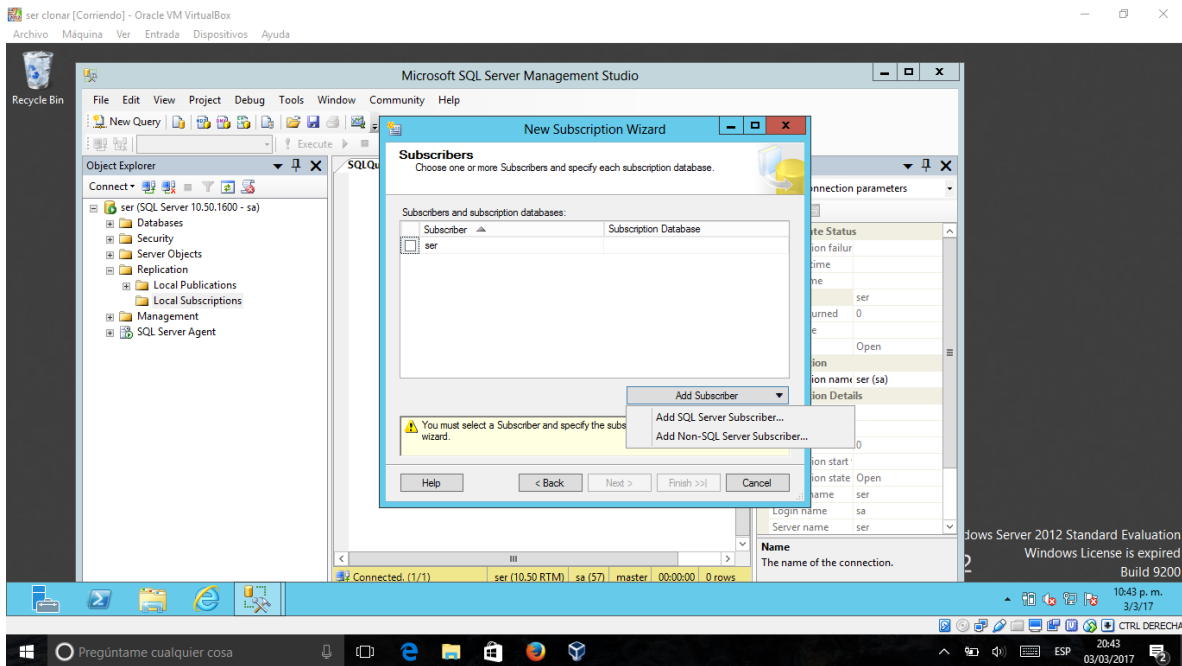 ser clonar [Corriendo] - Oracle VM VirtualBox
Archivo Máquina Ver Entrada Dispositivos Ayuda
Recycle Bin
Microsoft SQL Server Management Studio
File Edit View Project Debug Tools Window Community Help
New Query
Execute
Object Explorer
Connect
ser (SQL Server 10.50.1600 - sa)
Databases
Security
Server Objects
Replication
Local Publications
Local Subscriptions
Management
SQL Server Agent
SQLQu
New Subscription Wizard
Subscribers
Choose one or more Subscribers and specify each subscription database.
Subscribers and subscription databases:
Subscriber Subscription Database
ser
Add Subscriber
Add SQL Server Subscriber...
Add Non-SQL Server Subscriber...
You must select a Subscriber and specify the subs
wizard.
Help < Back Next > Finish >>| Cancel
nnection parameters
te Status
ion failur
time
me
ser
urned 0
e
Open
ion
ion name ser (sa)
ion Details
0
ion start
ion state Open
name ser
Login name sa
Server name ser
Name
The name of the connection.
Connected. (1/1) ser (10.50 RTM) sa (57) master 00:00:00 0 rows
dows Server 2012 Standard Evaluation
Windows License is expired
Build 9200
10:43 p. m.
3/3/17
CTRL DERECHA
Pregúntame cualquier cosa
ESP
20:43
03/03/2017
2